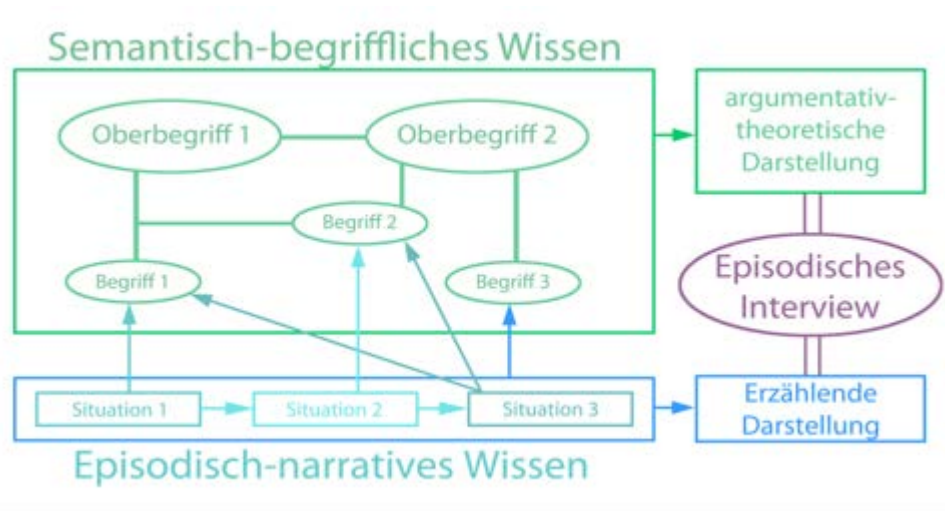 Semantisch-begriffliches Wissen
Oberbegriff 1
Oberbegriff 2
Begriff 2
Begriff 1
Begriff 3
argumentativ-
theoretische
Darstellung
Episodisches
Interview
Situation 1
Situation 2
Situation 3
Erzählende
Darstellung
Episodisch-narratives Wissen